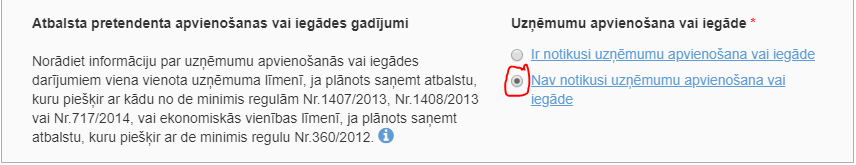 Atbalsta pretendenta apvienošanas vai iegādes gadījumi
Norādiet informāciju par uzņēmumu apvienošanās vai iegādes
darījumiem viena vienota uzņēmuma līmenī, ja plānots saņemt atbalstu,
kuru piešķir ar kādu no de minimis regulām Nr.1407/2013, Nr.1408/2013
vai Nr.717/2014, vai ekonomiskās vienības līmenī, ja plānots saņemt
atbalstu, kuru piešķir ar de minimis regulu Nr.360/2012.
Uzņēmumu apvienošana vai iegāde *
Ir notikusi uzņēmumu apvienošana vai iegāde
Nav notikusi uzņēmumu apvienošana vai
iegāde